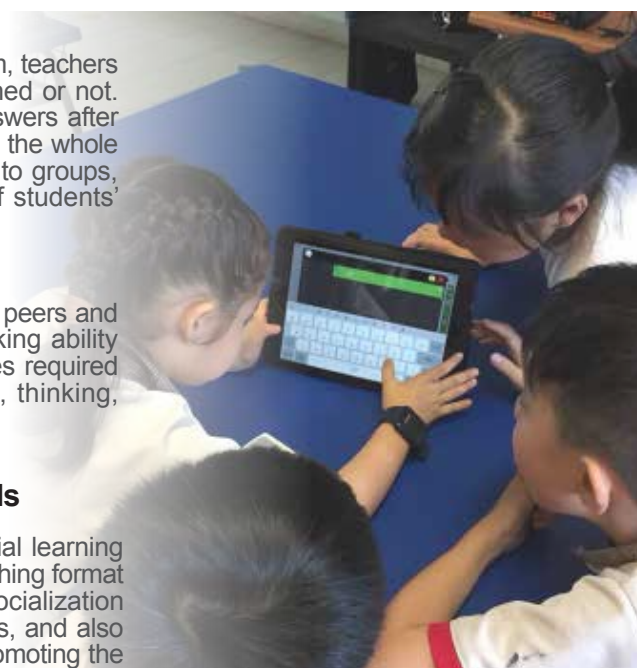 , teachers
ned or not.
swers after
the whole
to groups,
f students'
peers and
king ability
es required
, thinking,
ls
ial learning
hing format
ocialization
s, and also
omoting the